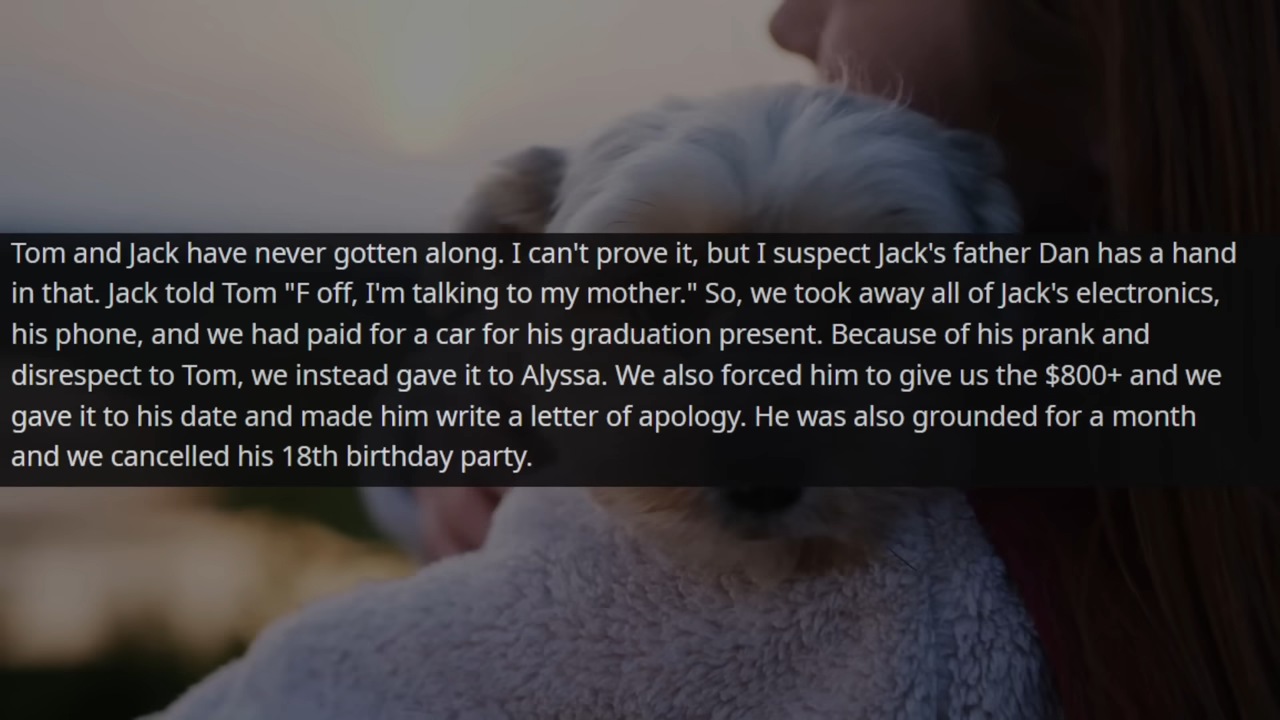 Tom and Jack have never gotten along. I can't prove it, but I suspect Jack's father Dan has a hand
in that. Jack told Tom "F off, I'm talking to my mother." So, we took away all of Jack's electronics,
his phone, and we had paid for a car for his graduation present. Because of his prank and
disrespect to Tom, we instead gave it to Alyssa. We also forced him to give us the $800+ and we
gave it to his date and made him write a letter of apology. He was also grounded for a month
and we cancelled his 18th birthday party.